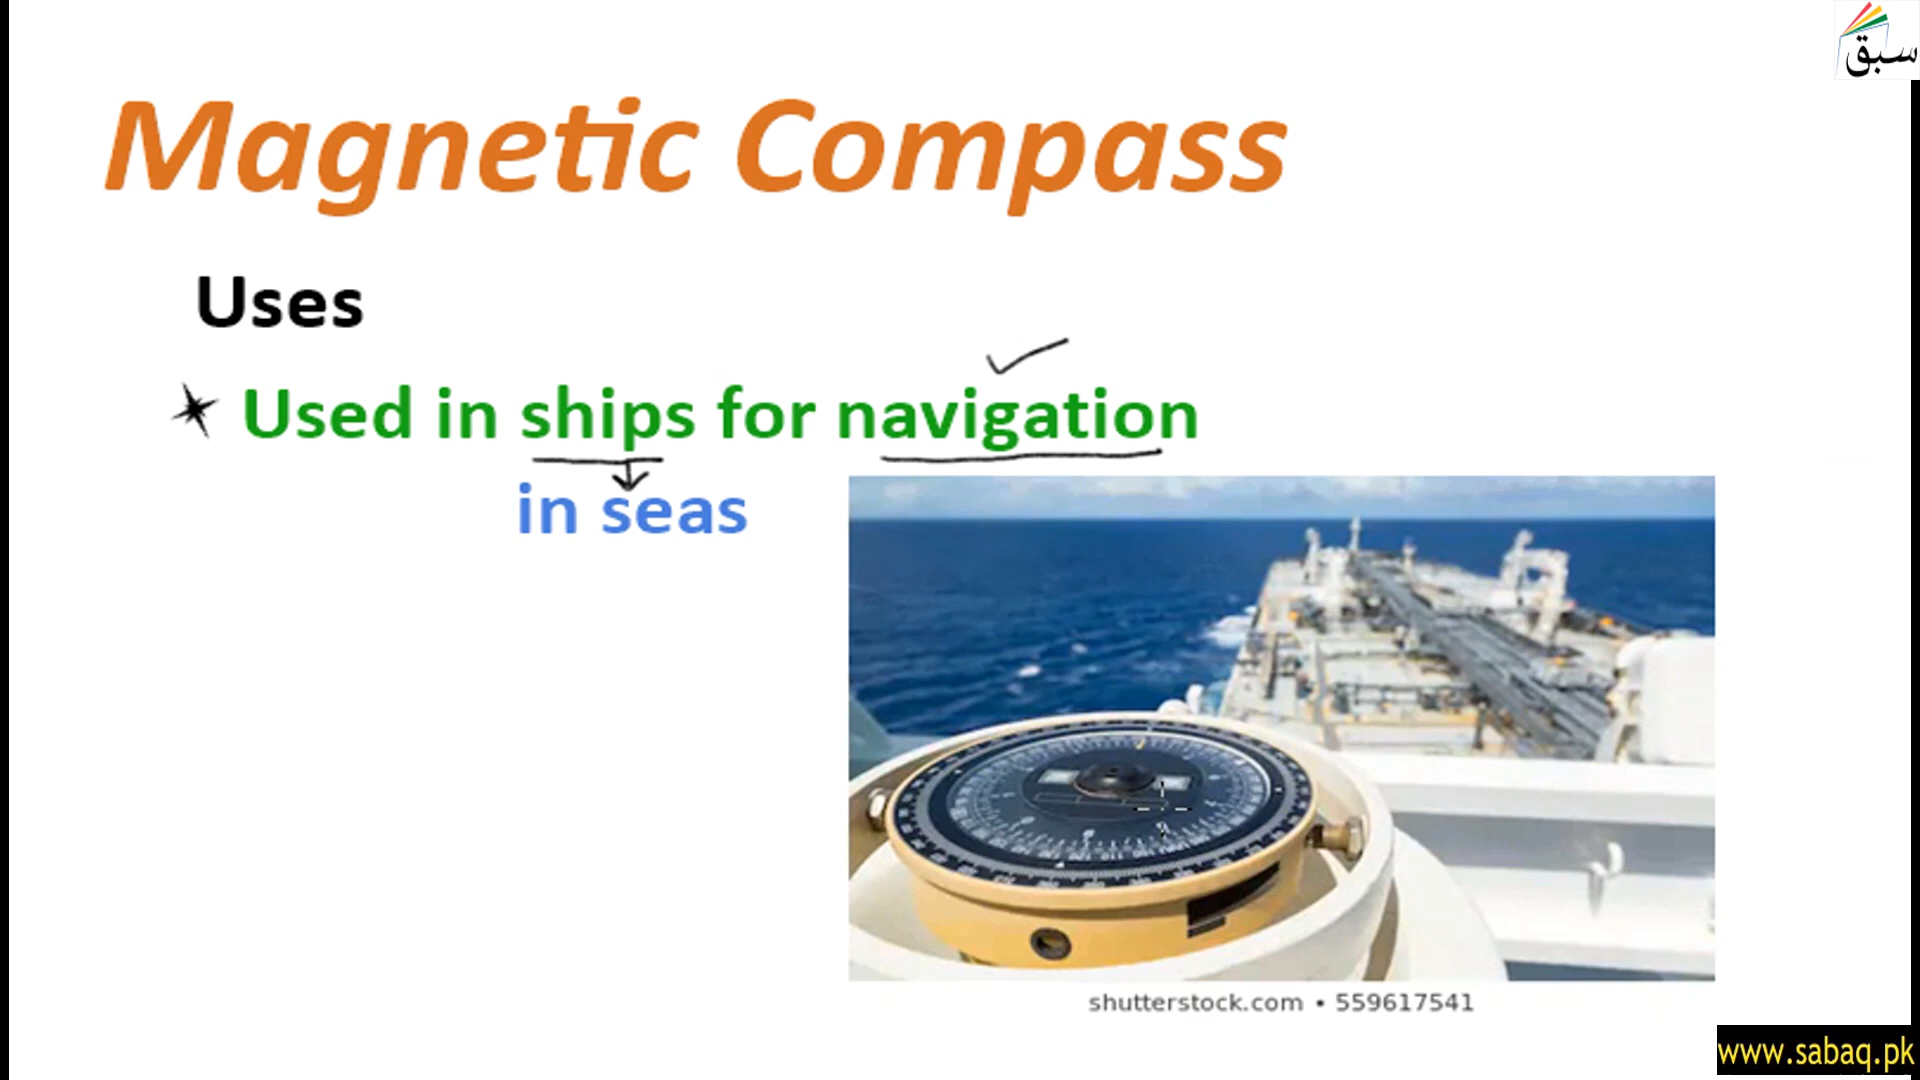 سبق
Magnetic Compass
Uses
Used in ships for navigation
in seas
shutterstock.com • 559617541
www.sabaq.pk